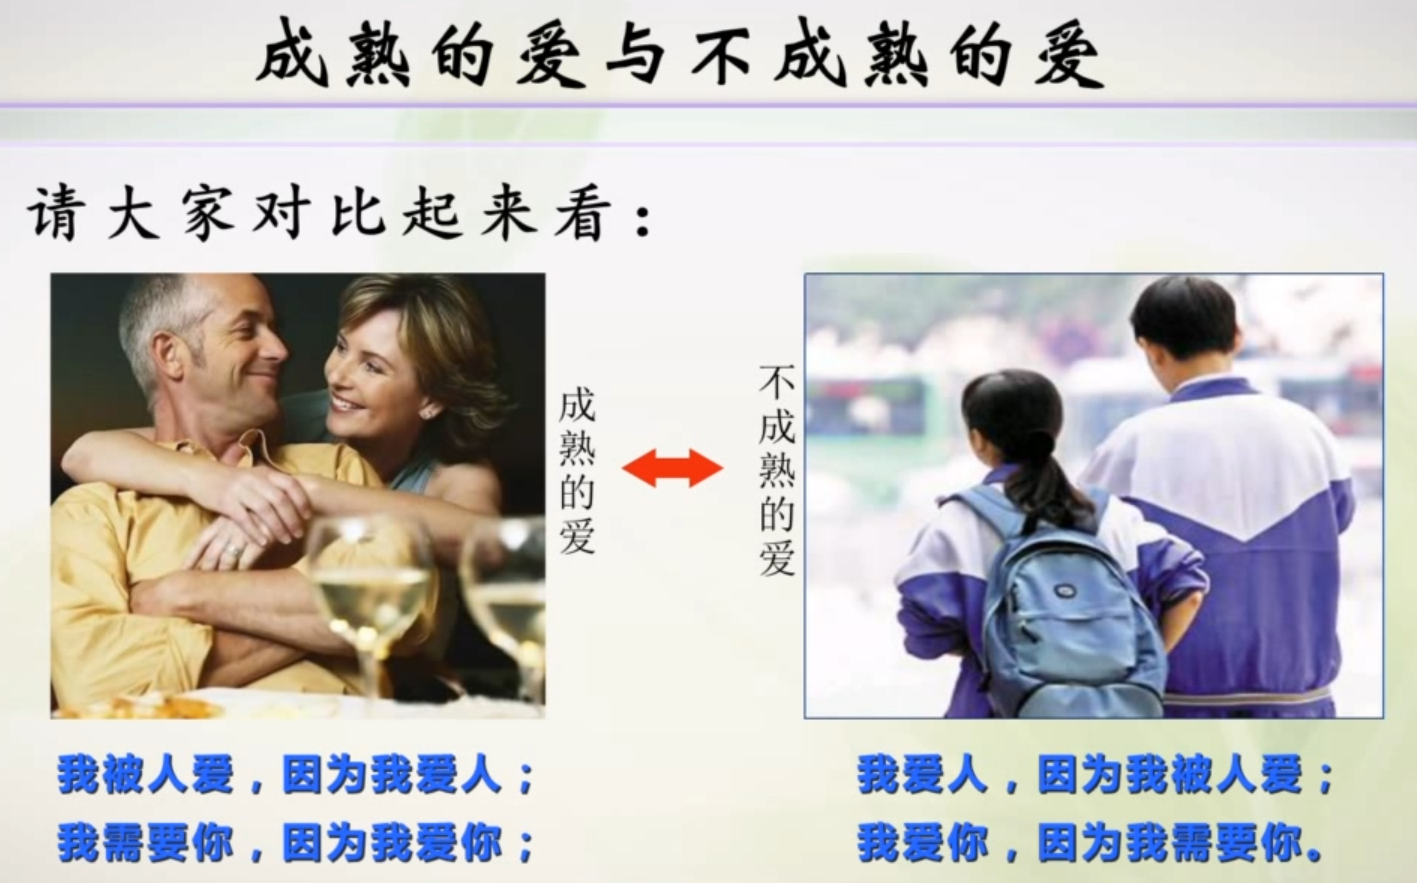 成熟的爱与不成熟的爱
请大家对比起来看：
成熟的爱
不成熟的爱
我被人爱，因为我爱人；
我需要你，因为我爱你；
我爱人，因为我被人爱；
我爱你，因为我需要你。